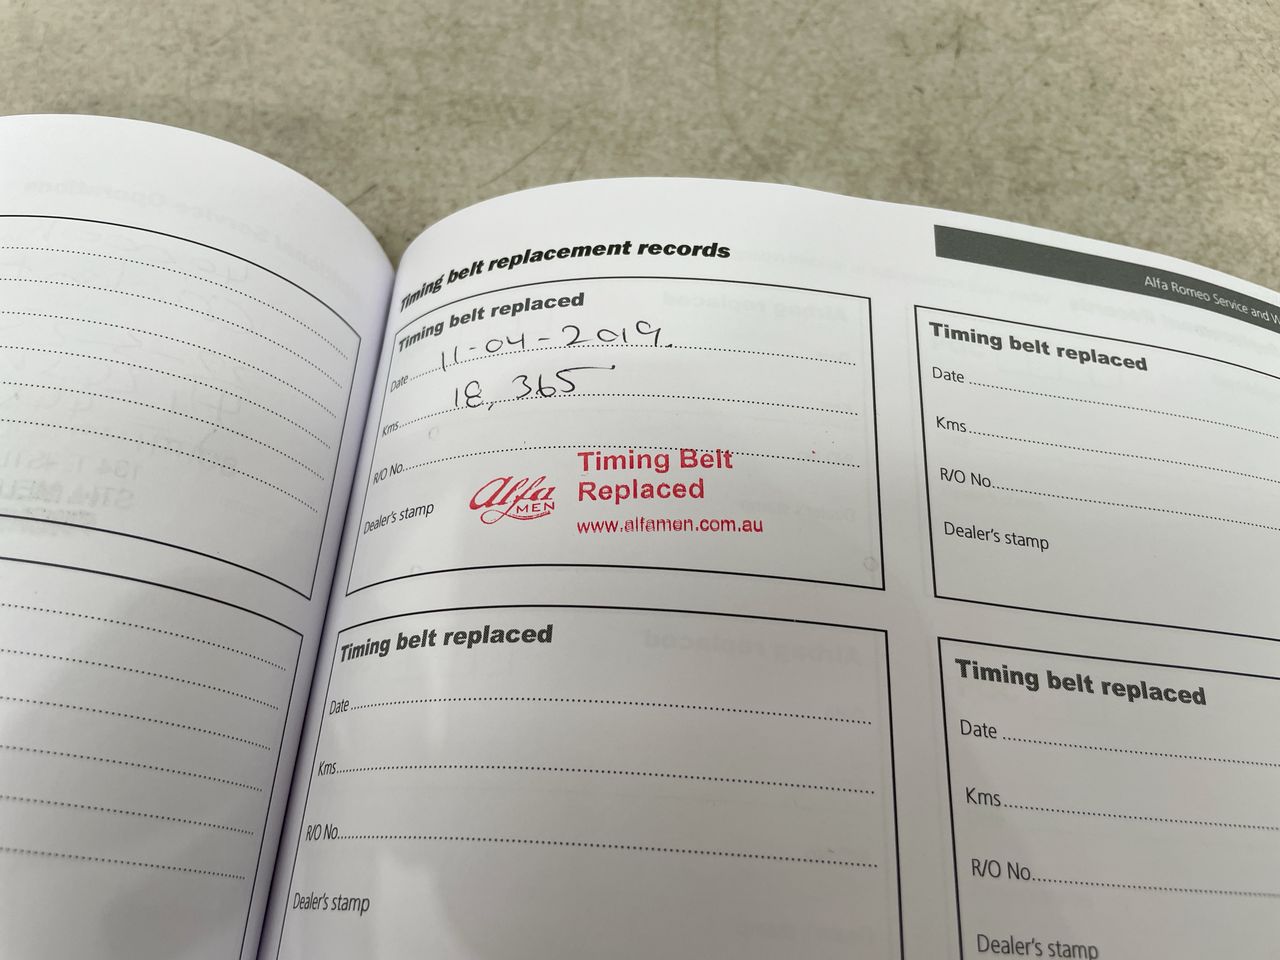 Timing belt replacement records
Timing belt replaced
Date 11-04-2019.
Kms 18,365
R/O No.
Dealer's stamp
Alfa MEN
Timing Belt
Replaced
www.alfamen.com.au
Timing belt replaced
Date
Kms
R/O No.
Dealer's stamp
Alfa Romeo Service and W
Timing belt replaced
Date
Kms
R/O No.
Dealer's stamp
Timing belt replaced
Date
Kms
R/O No.
Dealer's stamp